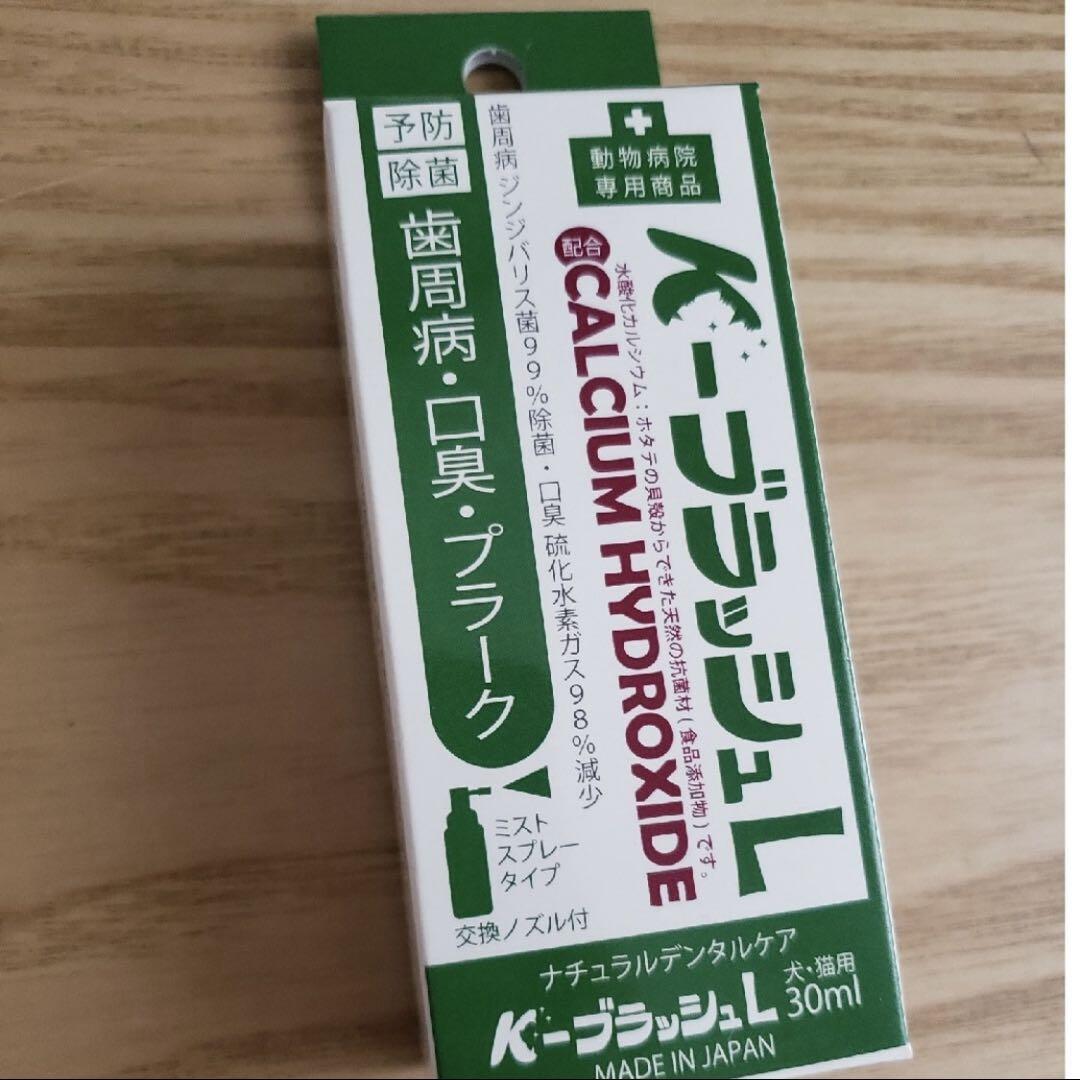 動物病院
専用商品
K-ブラッシュL
水酸化カルシウム：ホタテの貝殻からできた天然の抗菌材(食品添加物)です。
配合
CALCIUM HYDROXIDE
歯周病 ジンジバリス菌99%除菌・口臭 硫化水素ガス98%減少
予防
除菌
歯周病・口臭・プラーク
ミスト
スプレー
タイプ
交換ノズル付
ナチュラルデンタルケア
K-ブラッシュL
犬・猫用
30ml
MADE IN JAPAN